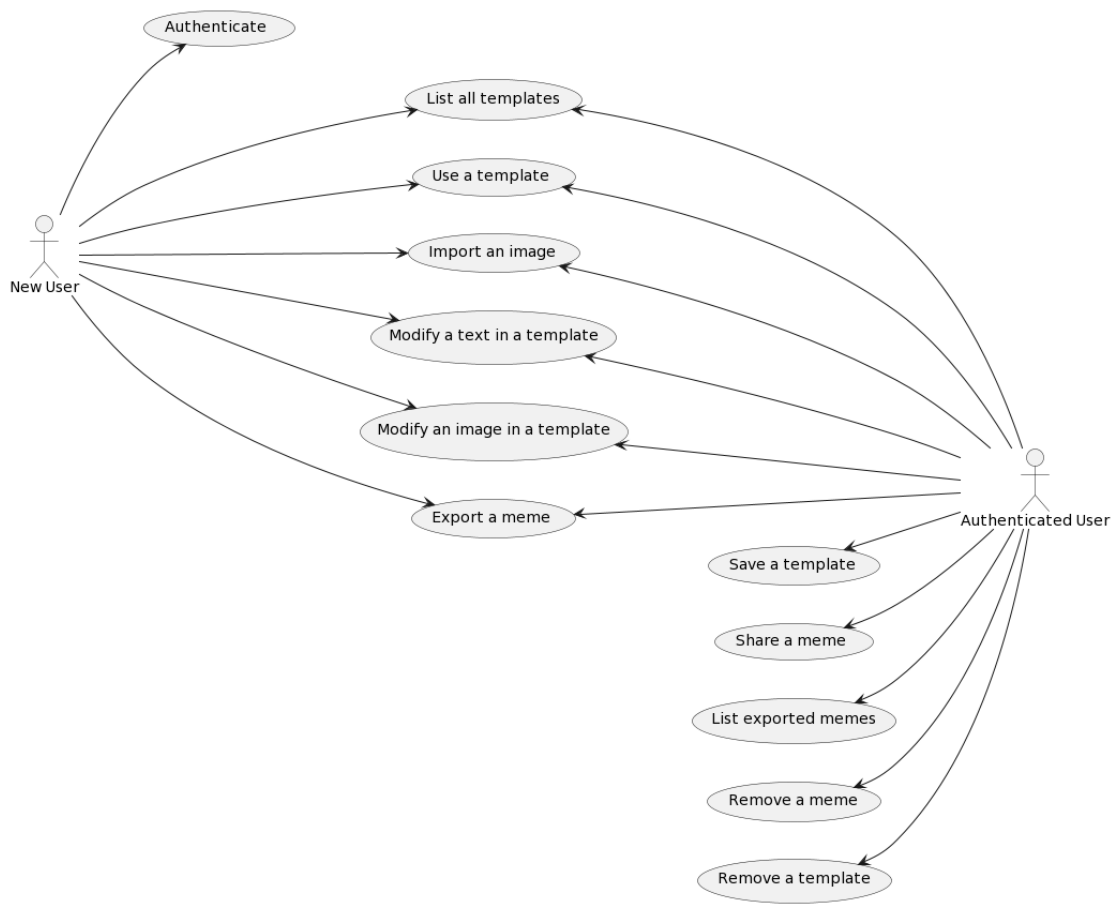 Authenticate
List all templates
Use a template
Import an image
New User
Modify a text in a template
Modify an image in a template
Export a meme
Authenticated User
Save a template
Share a meme
List exported memes
Remove a meme
Remove a template